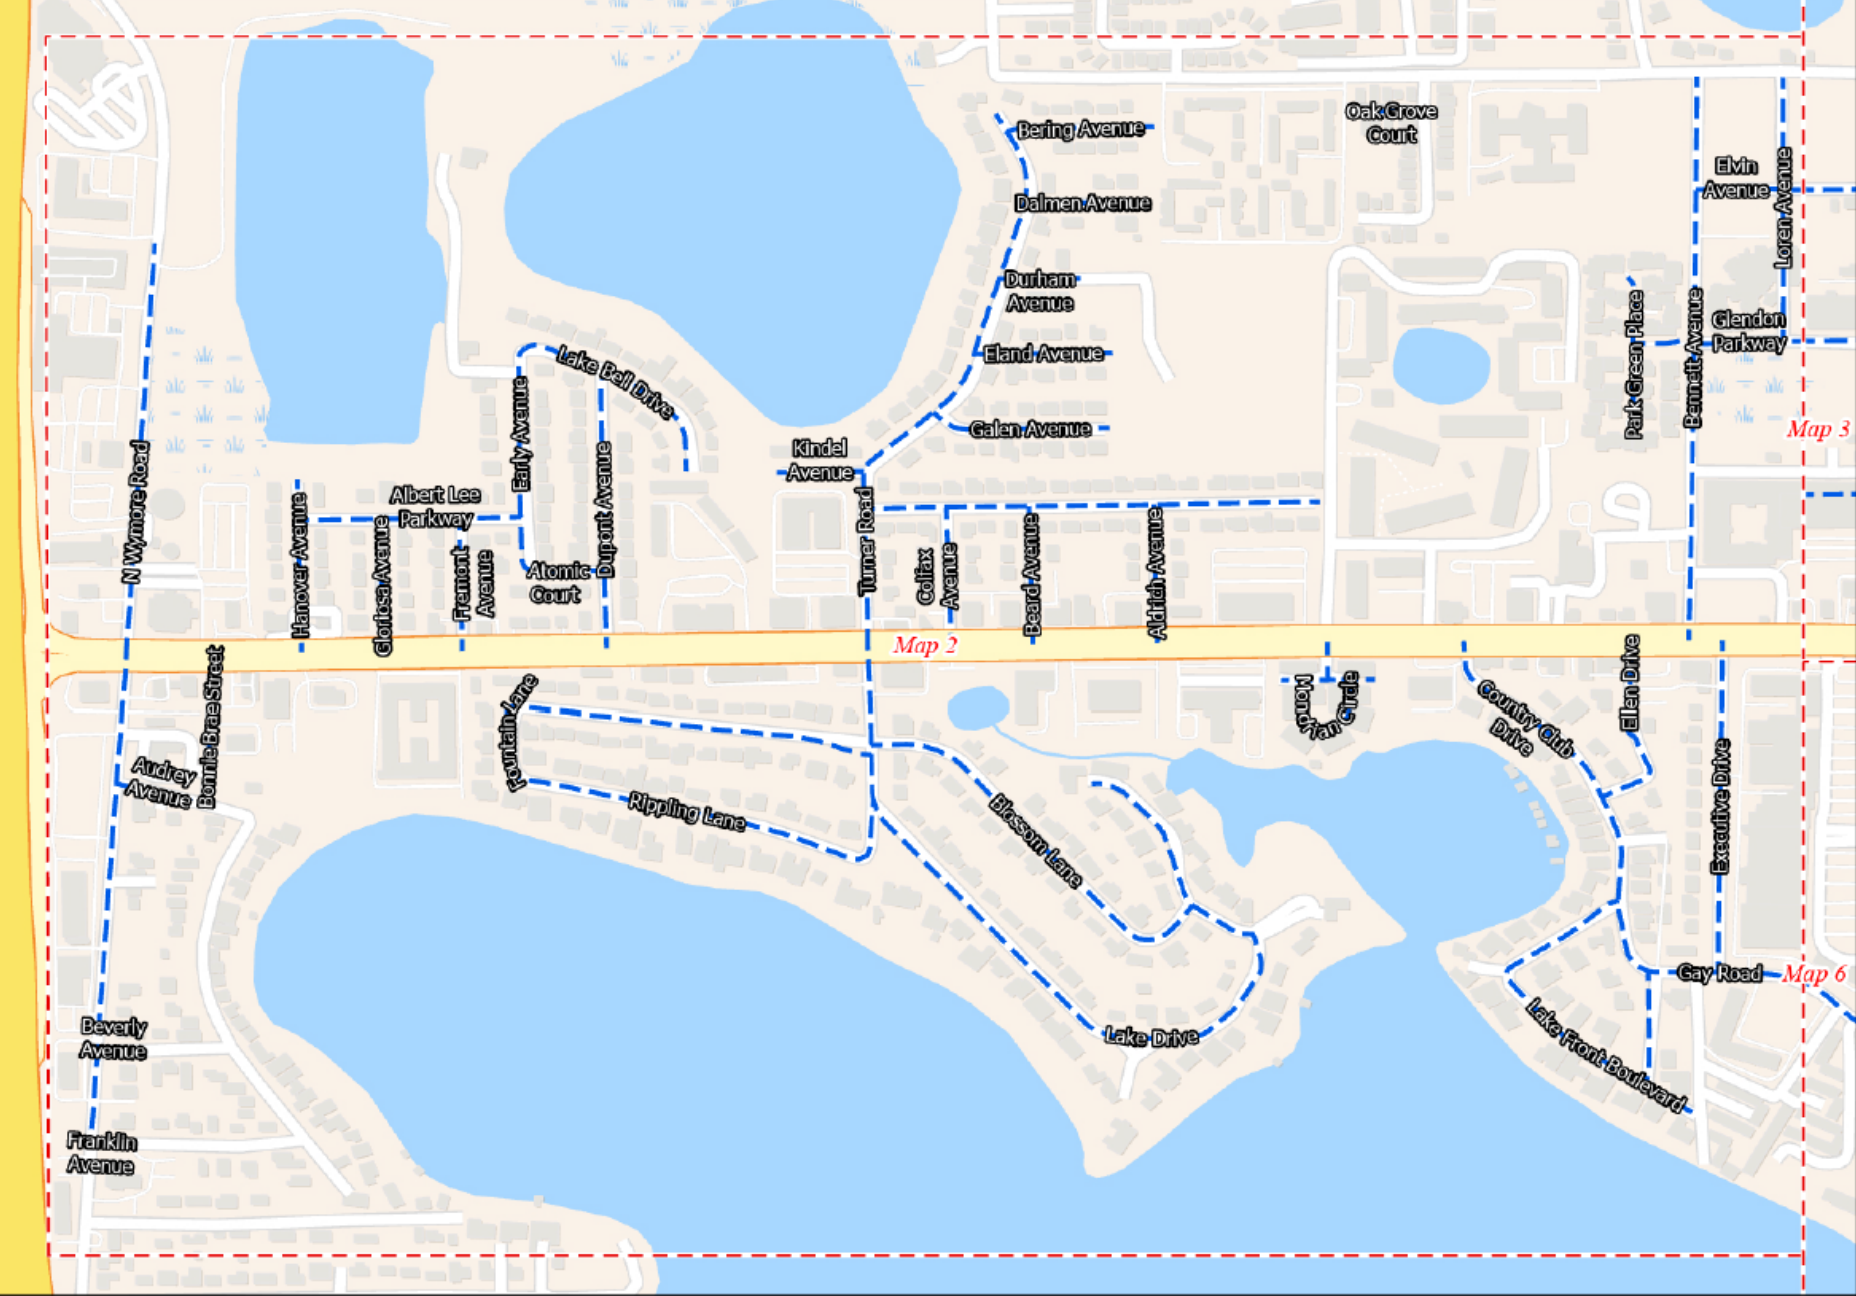 Bering Avenue
Oak Grove
Court
Elvin
Avenue
Loren Avenue
Dalmen Avenue
Durham
Avenue
Park Green Place
Bennett Avenue
Glendon
Parkway
Eland Avenue
Lake Bell Drive
Early Avenue
Galen Avenue
Map 3
Kindel
Avenue
N Wymore Road
Albert Lee
Parkway
Dupont Avenue
Hanover Avenue
Gloriosa Avenue
Fremont
Avenue
Atomic
Court
Turner Road
Colfax
Avenue
Beard Avenue
Aldrich Avenue
Map 2
Bonnie Brae Street
Fountain Lane
Country Club
Drive
Ellen Drive
Executive Drive
Audrey
Avenue
Rippling Lane
Blossom Lane
Gay Road
Map 6
Beverly
Avenue
Lake Drive
Lake Front Boulevard
Franklin
Avenue